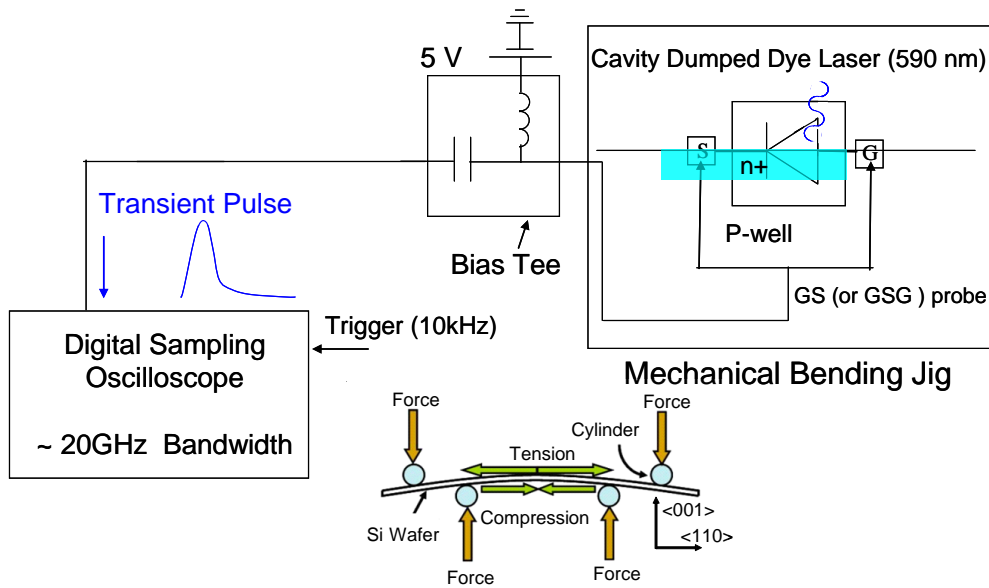 5 V
Cavity Dumped Dye Laser (590 nm)
S
G
n+
P-well
Transient Pulse
Bias Tee
GS (or GSG ) probe
Trigger (10kHz)
Digital Sampling
Oscilloscope
~ 20GHz Bandwidth
Mechanical Bending Jig
Force
Force
Cylinder
Tension
Compression
Si Wafer
<001>
<110>
Force
Force